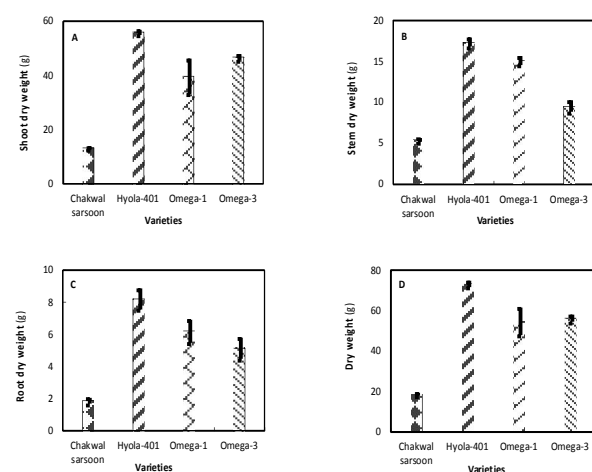 60
A
40
20
0
Shoot dry weight (g)
Chakwal sarsoon
Hyola-401
Omega-1
Omega-3
Varieties
20
B
15
10
5
0
Stem dry weight (g)
Chakwal sarsoon
Hyola-401
Omega-1
Omega-3
Varieties
10
C
8
6
4
2
0
Root dry weight (g)
Chakwal sarsoon
Hyola-401
Omega-1
Omega-3
Varieties
80
D
60
40
20
0
Dry weight (g)
Chakwal sarsoon
Hyola-401
Omega-1
Omega-3
Varieties